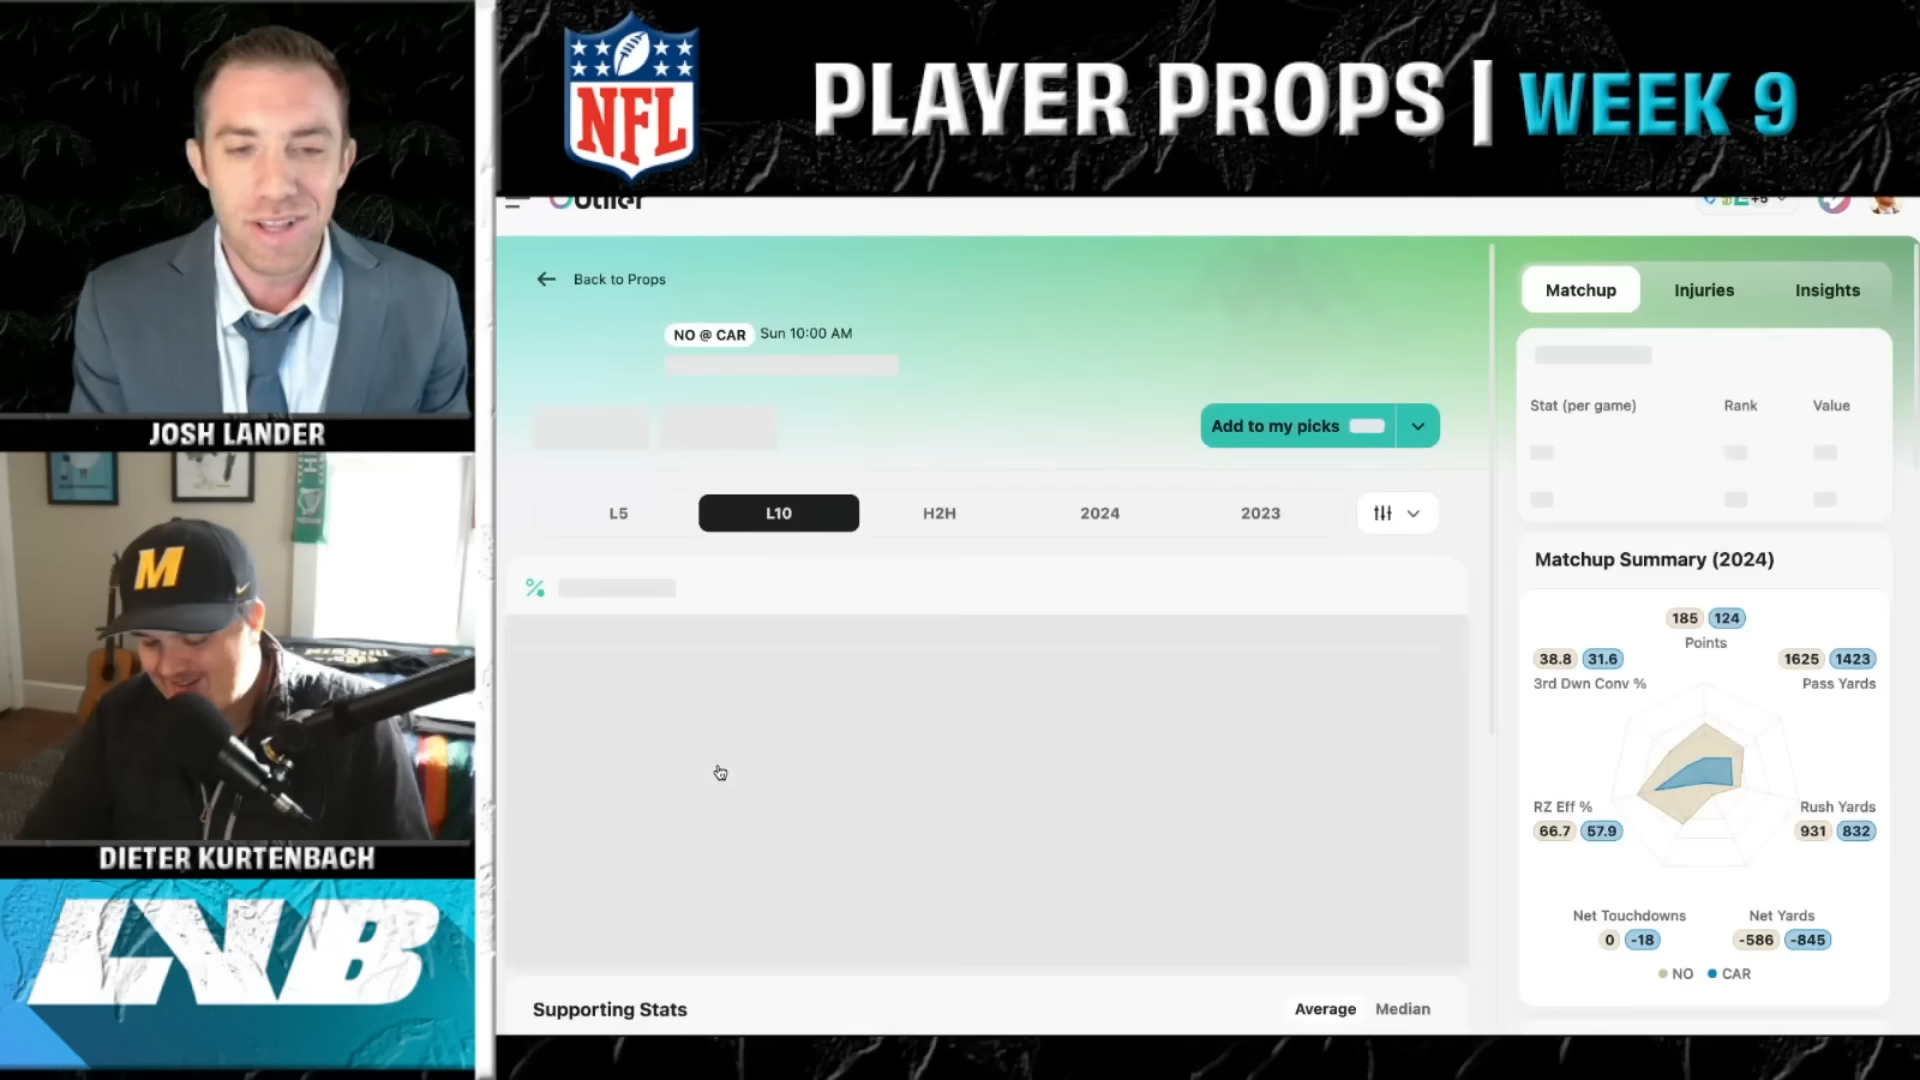 NFL
PLAYER PROPS | WEEK 9
Outlier
+5
Back to Props
NO @ CAR Sun 10:00 AM
Add to my picks
L5 L10 H2H 2024 2023
%
Supporting Stats
Average Median
Matchup Injuries Insights
Stat (per game) Rank Value
Matchup Summary (2024)
185 124
Points
38.8 31.6
3rd Dwn Conv %
1625 1423
Pass Yards
RZ Eff %
66.7 57.9
Rush Yards
931 832
Net Touchdowns
0 -18
Net Yards
-586 -845
NO CAR
JOSH LANDER
M
DIETER KURTENBACH
LVB